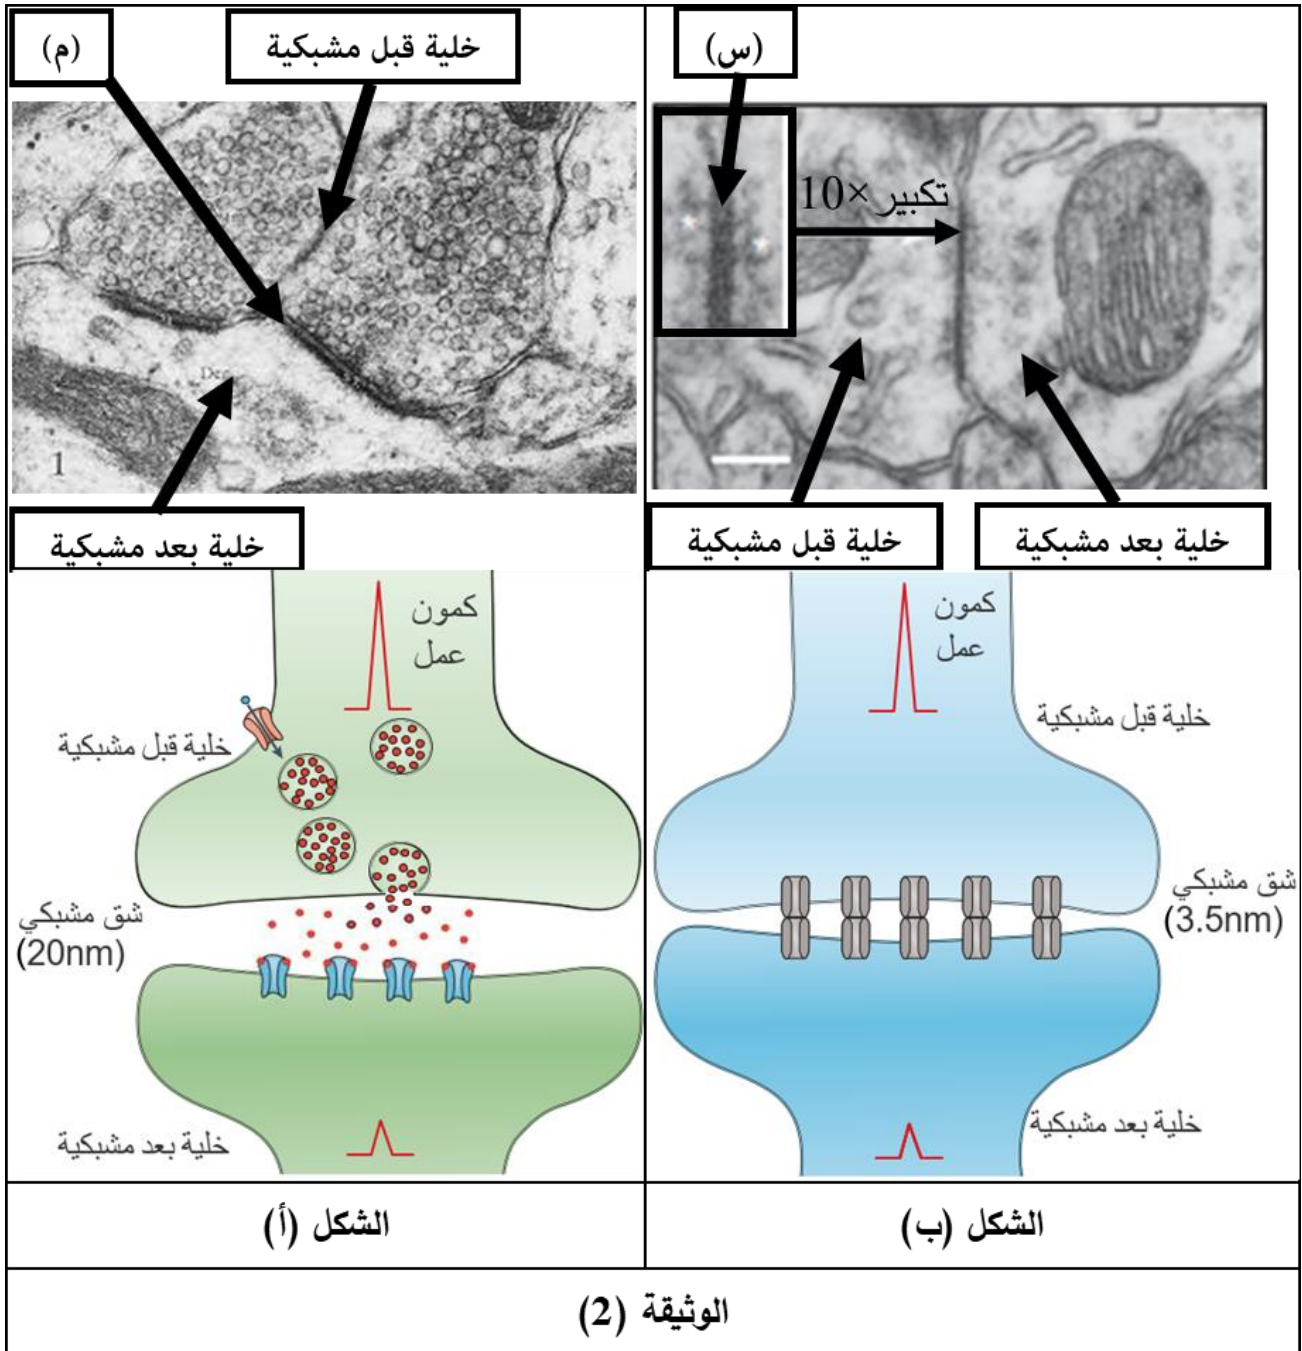 (م)
خلية قبل مشبكية
(س)
تكبير ×10
1
خلية بعد مشبكية
خلية قبل مشبكية
خلية بعد مشبكية
كمون
عمل
خلية قبل مشبكية
شق مشبكي
(20nm)
خلية بعد مشبكية
كمون
عمل
خلية قبل مشبكية
شق مشبكي
(3.5nm)
خلية بعد مشبكية
الشكل (أ)
الشكل (ب)
الوثيقة (2)